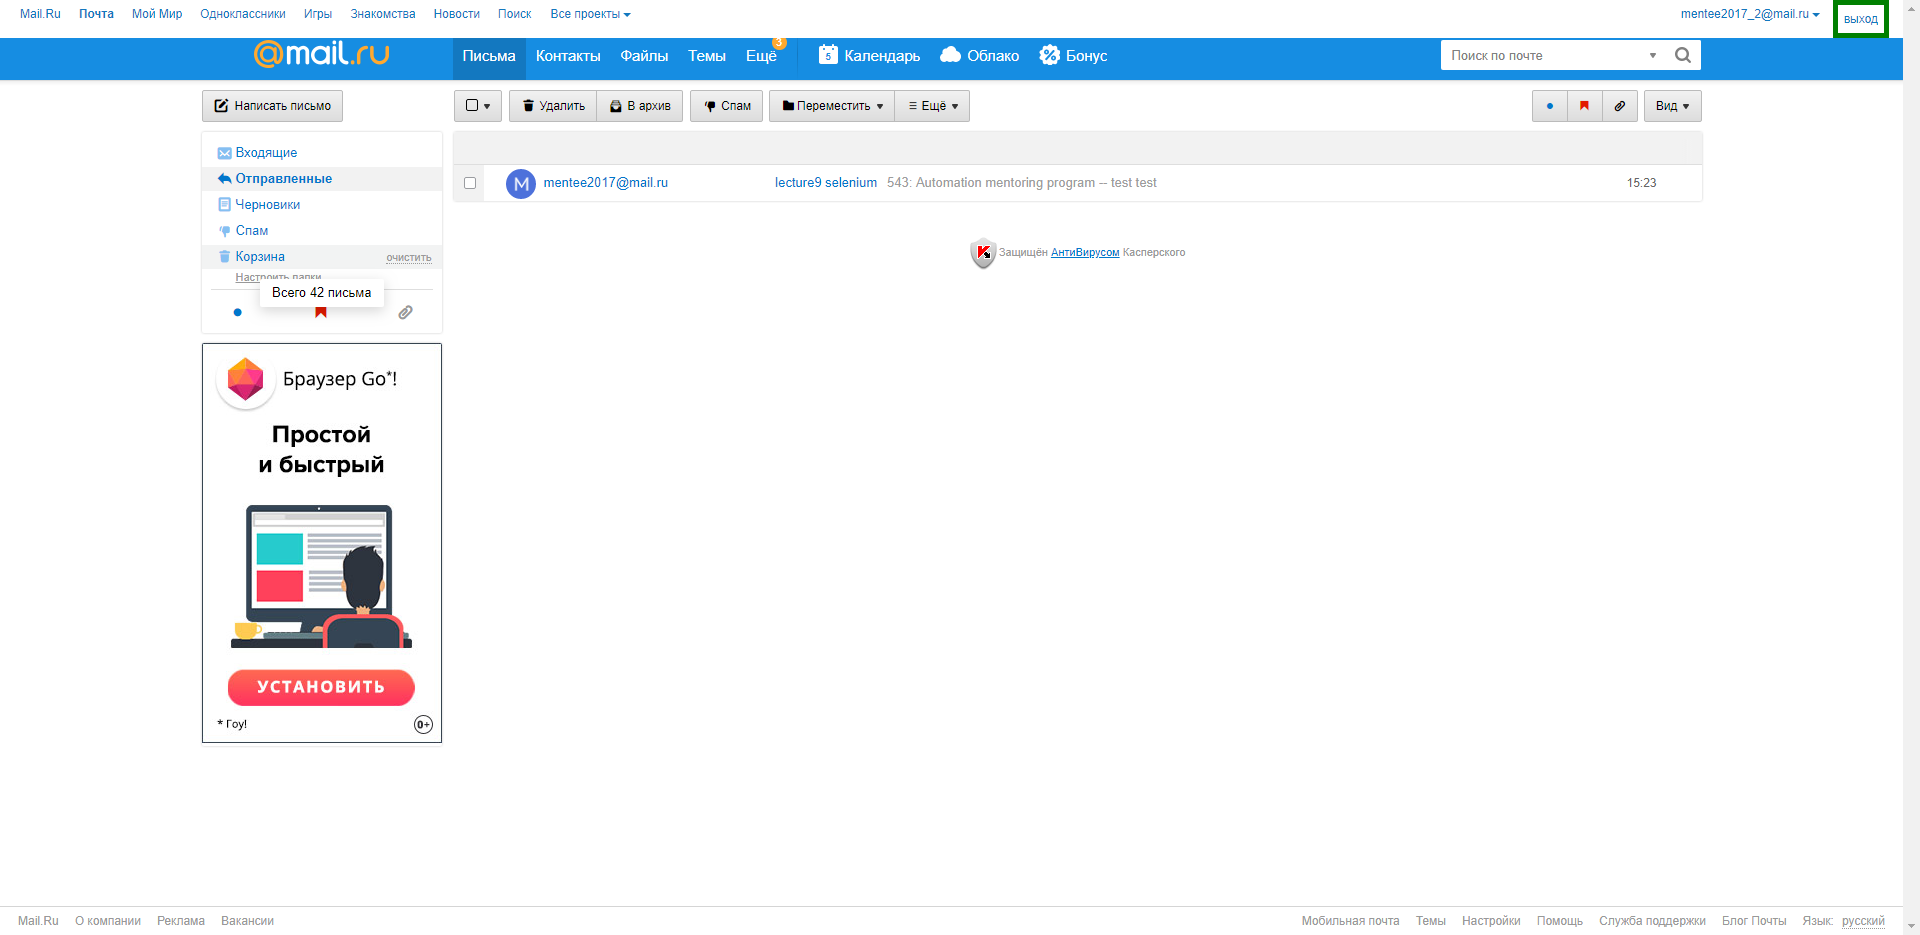 Mail.Ru Почта Мой Мир Одноклассники Игры Знакомства Новости Поиск Все проекты mentee2017_2@mail.ru выход
@mail.ru Письма Контакты Файлы Темы Ещё 3 5 Календарь Облако Бонус Поиск по почте
Написать письмо Удалить В архив Спам Переместить Ещё Вид
Входящие
Отправленные
mentee2017@mail.ru lecture9 selenium 543: Automation mentoring program -- test test 15:23
Черновики
Спам
Корзина очистить
Защищён АнтиВирусом Касперского
Настроить папки
Всего 42 письма
Браузер Go*!
Простой
и быстрый
УСТАНОВИТЬ
* Гоу! 0+
Mail.Ru О компании Реклама Вакансии Мобильная почта Темы Настройки Помощь Служба поддержки Блог Почты Язык: русский